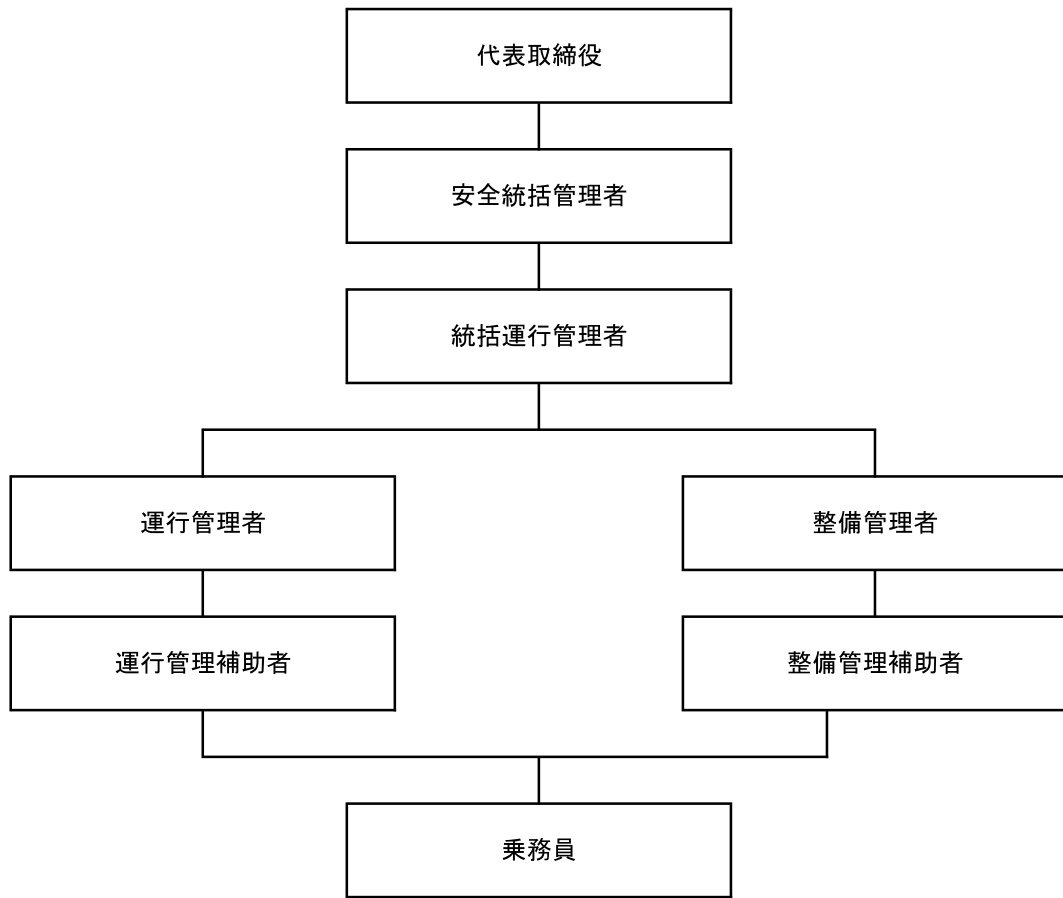 代表取締役
安全統括管理者
統括運行管理者
運行管理者
整備管理者
運行管理補助者
整備管理補助者
乗務員